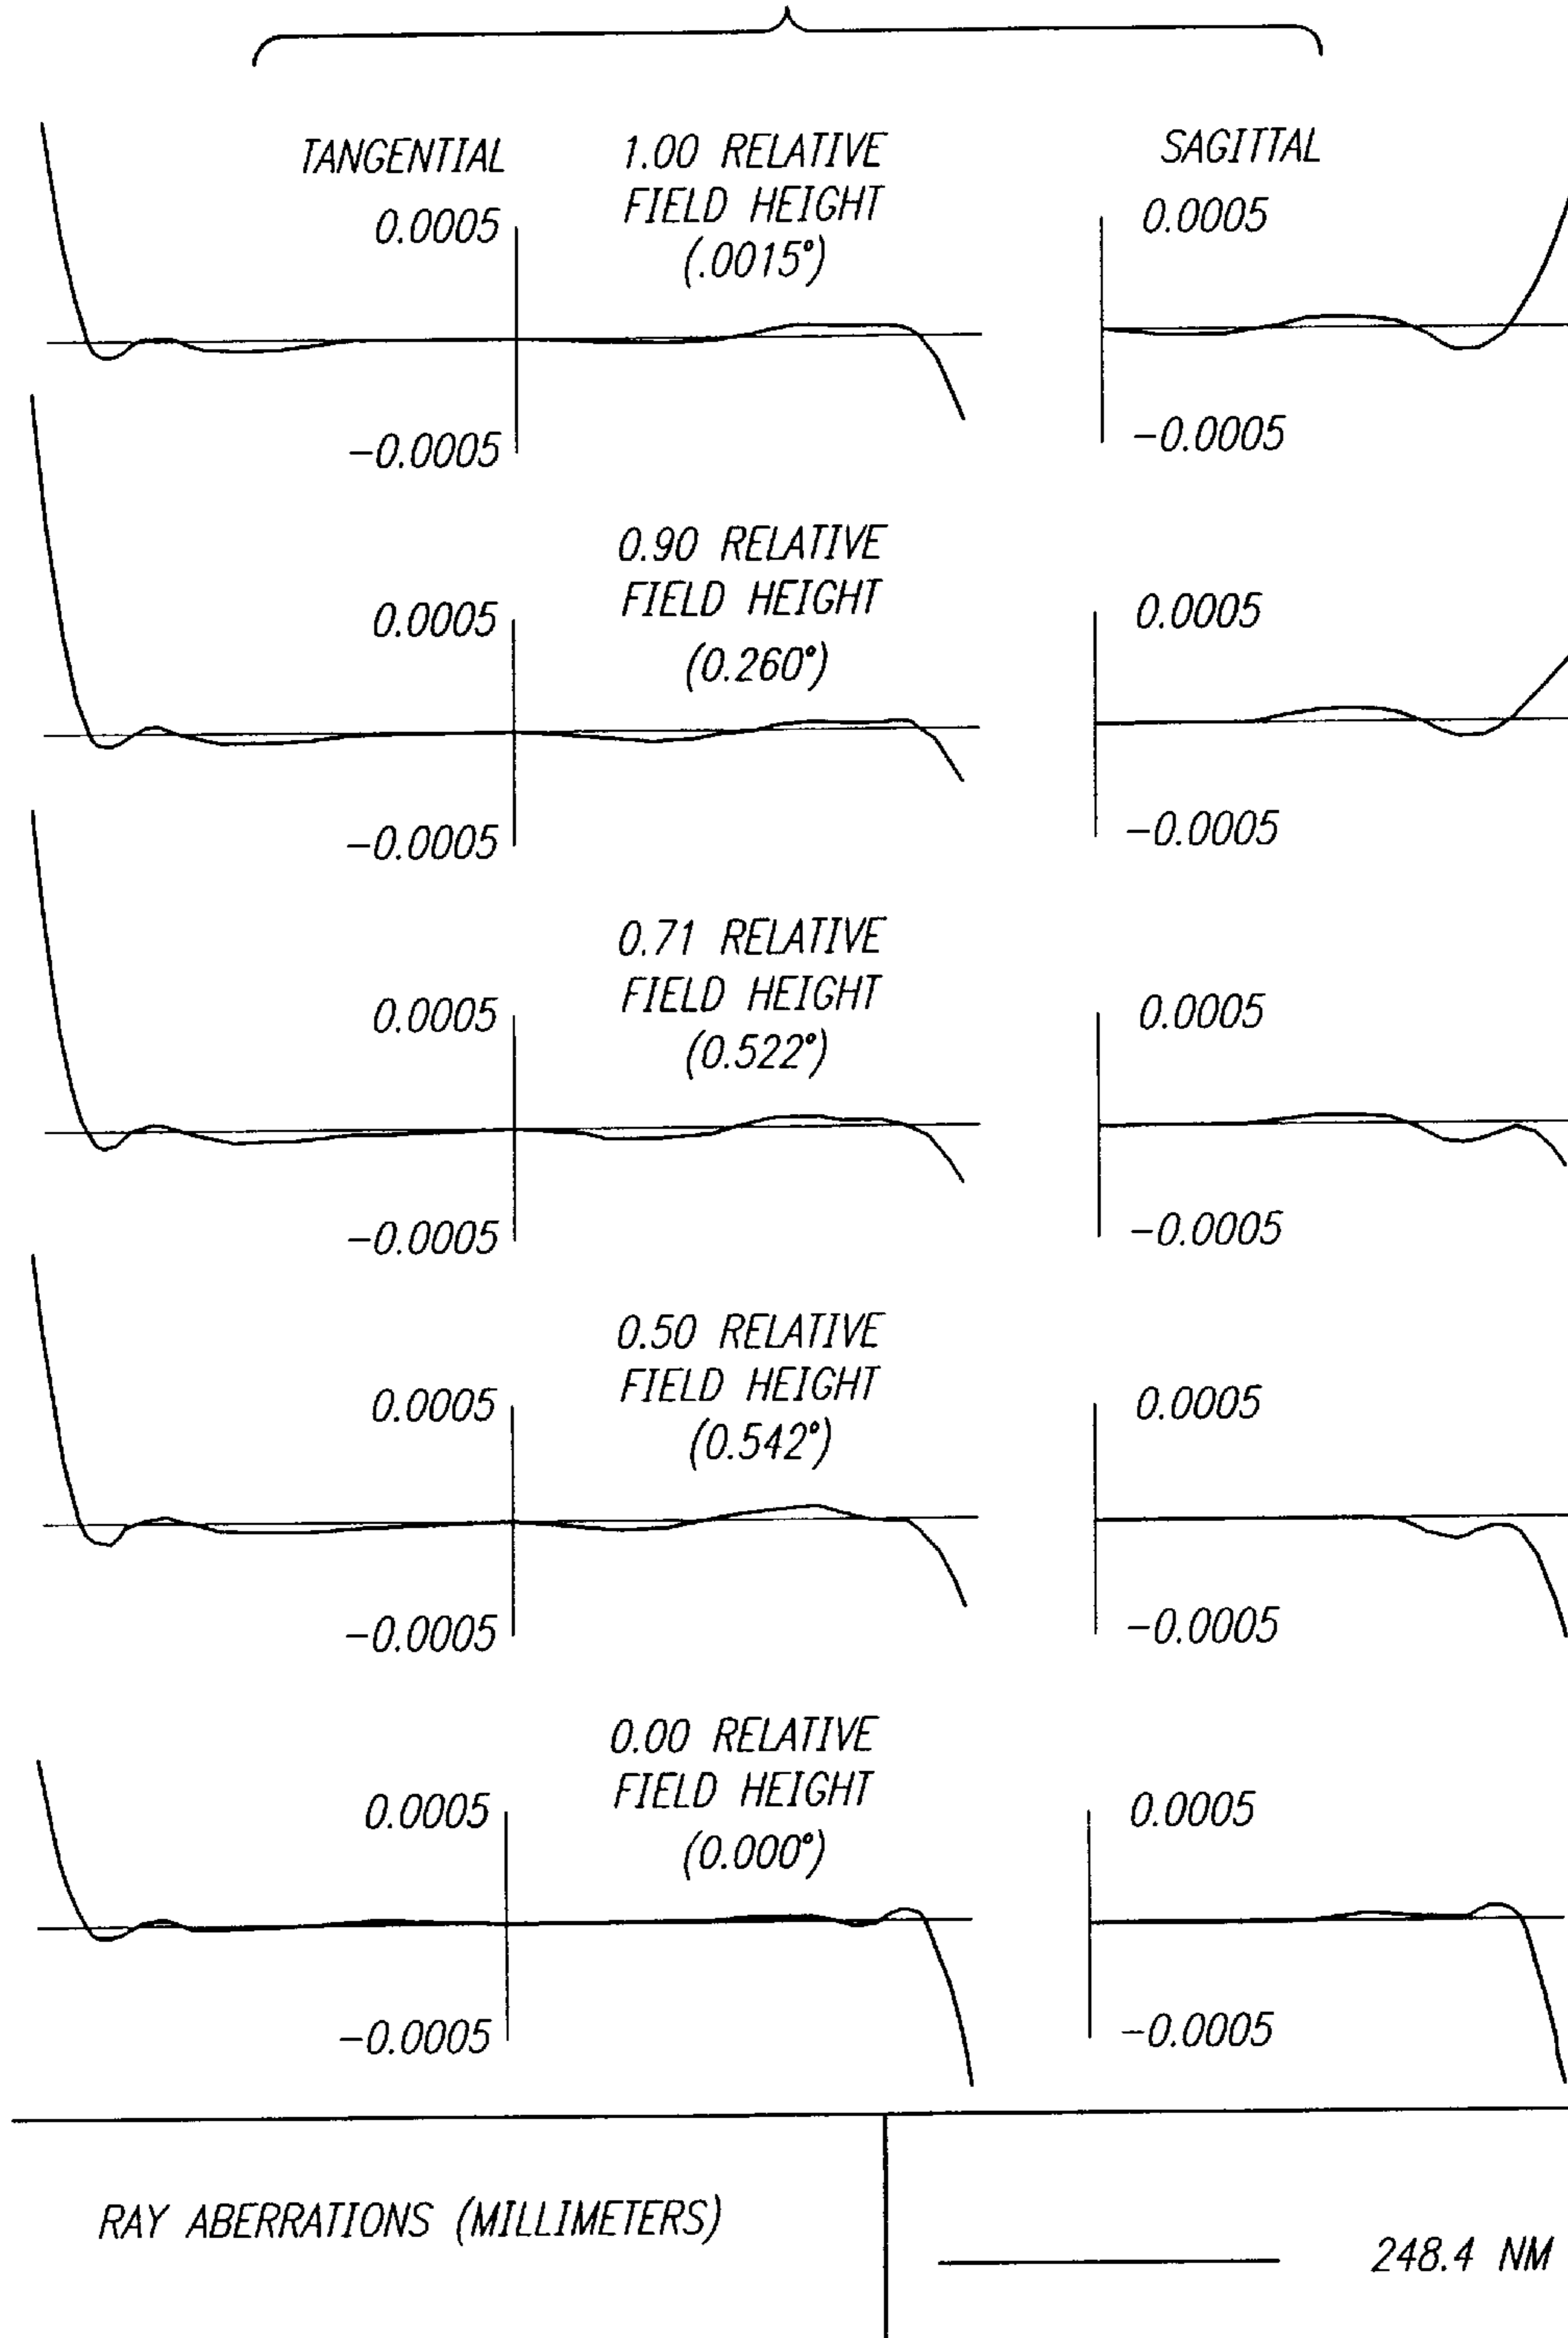 TANGENTIAL
1.00 RELATIVE
FIELD HEIGHT
(.0015°)
SAGITTAL
0.0005
0.0005
-0.0005
-0.0005
0.90 RELATIVE
FIELD HEIGHT
(0.260°)
0.0005
0.0005
-0.0005
-0.0005
0.71 RELATIVE
FIELD HEIGHT
(0.522°)
0.0005
0.0005
-0.0005
-0.0005
0.50 RELATIVE
FIELD HEIGHT
(0.542°)
0.0005
0.0005
-0.0005
-0.0005
0.00 RELATIVE
FIELD HEIGHT
(0.000°)
0.0005
0.0005
-0.0005
-0.0005
RAY ABERRATIONS (MILLIMETERS)
248.4 NM